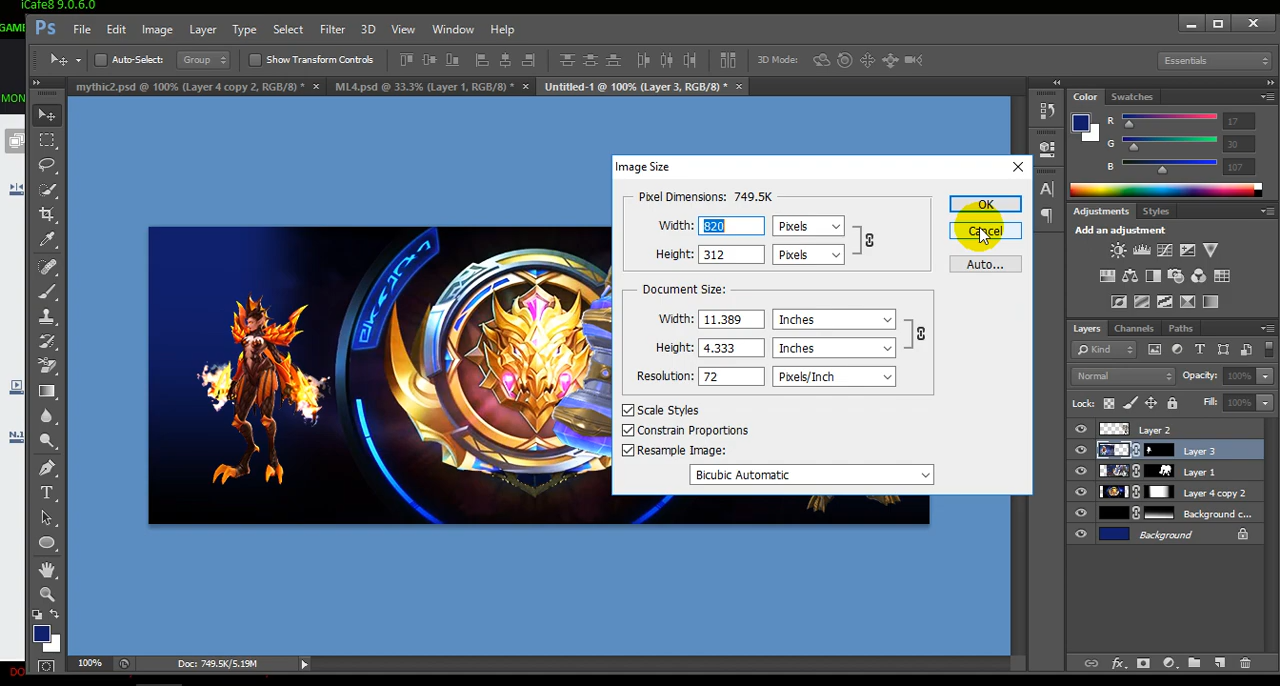 iCafe8 9.0.6.0
GAME
MON
Ps File Edit Image Layer Type Select Filter 3D View Window Help
Auto-Select: Group Show Transform Controls 3D Mode: Essentials
mythic2.psd @ 100% (Layer 4 copy 2, RGB/8) * × ML4.psd @ 33.3% (Layer 1, RGB/8) * × Untitled-1 @ 100% (Layer 3, RGB/8) * ×
Image Size
Pixel Dimensions: 749.5K
Width: 820 Pixels
Height: 312 Pixels
Document Size:
Width: 11.389 Inches
Height: 4.333 Inches
Resolution: 72 Pixels/Inch
Scale Styles
Constrain Proportions
Resample Image:
Bicubic Automatic
OK
Cancel
Auto...
Color Swatches
R 17
G 30
B 107
Adjustments Styles
Add an adjustment
Layers Channels Paths
Kind
Normal Opacity: 100%
Lock: Fill: 100%
Layer 2
Layer 3
Layer 1
Layer 4 copy 2
Background c...
Background
N.1
100% Doc: 749.5K/5.19M